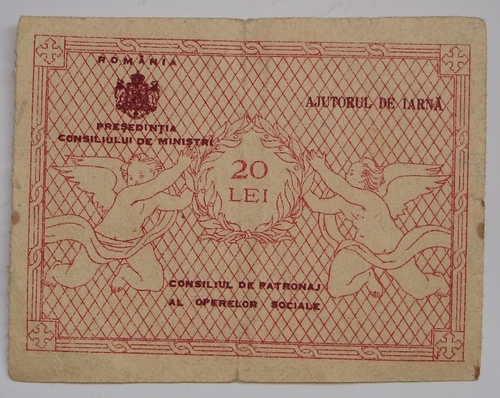 ROMÂNIA
PREȘEDINȚIA
CONSILIULUI DE MINIȘTRI
AJUTORUL DE IARNĂ
20
LEI
CONSILIUL DE PATRONAJ
AL OPERELOR SOCIALE